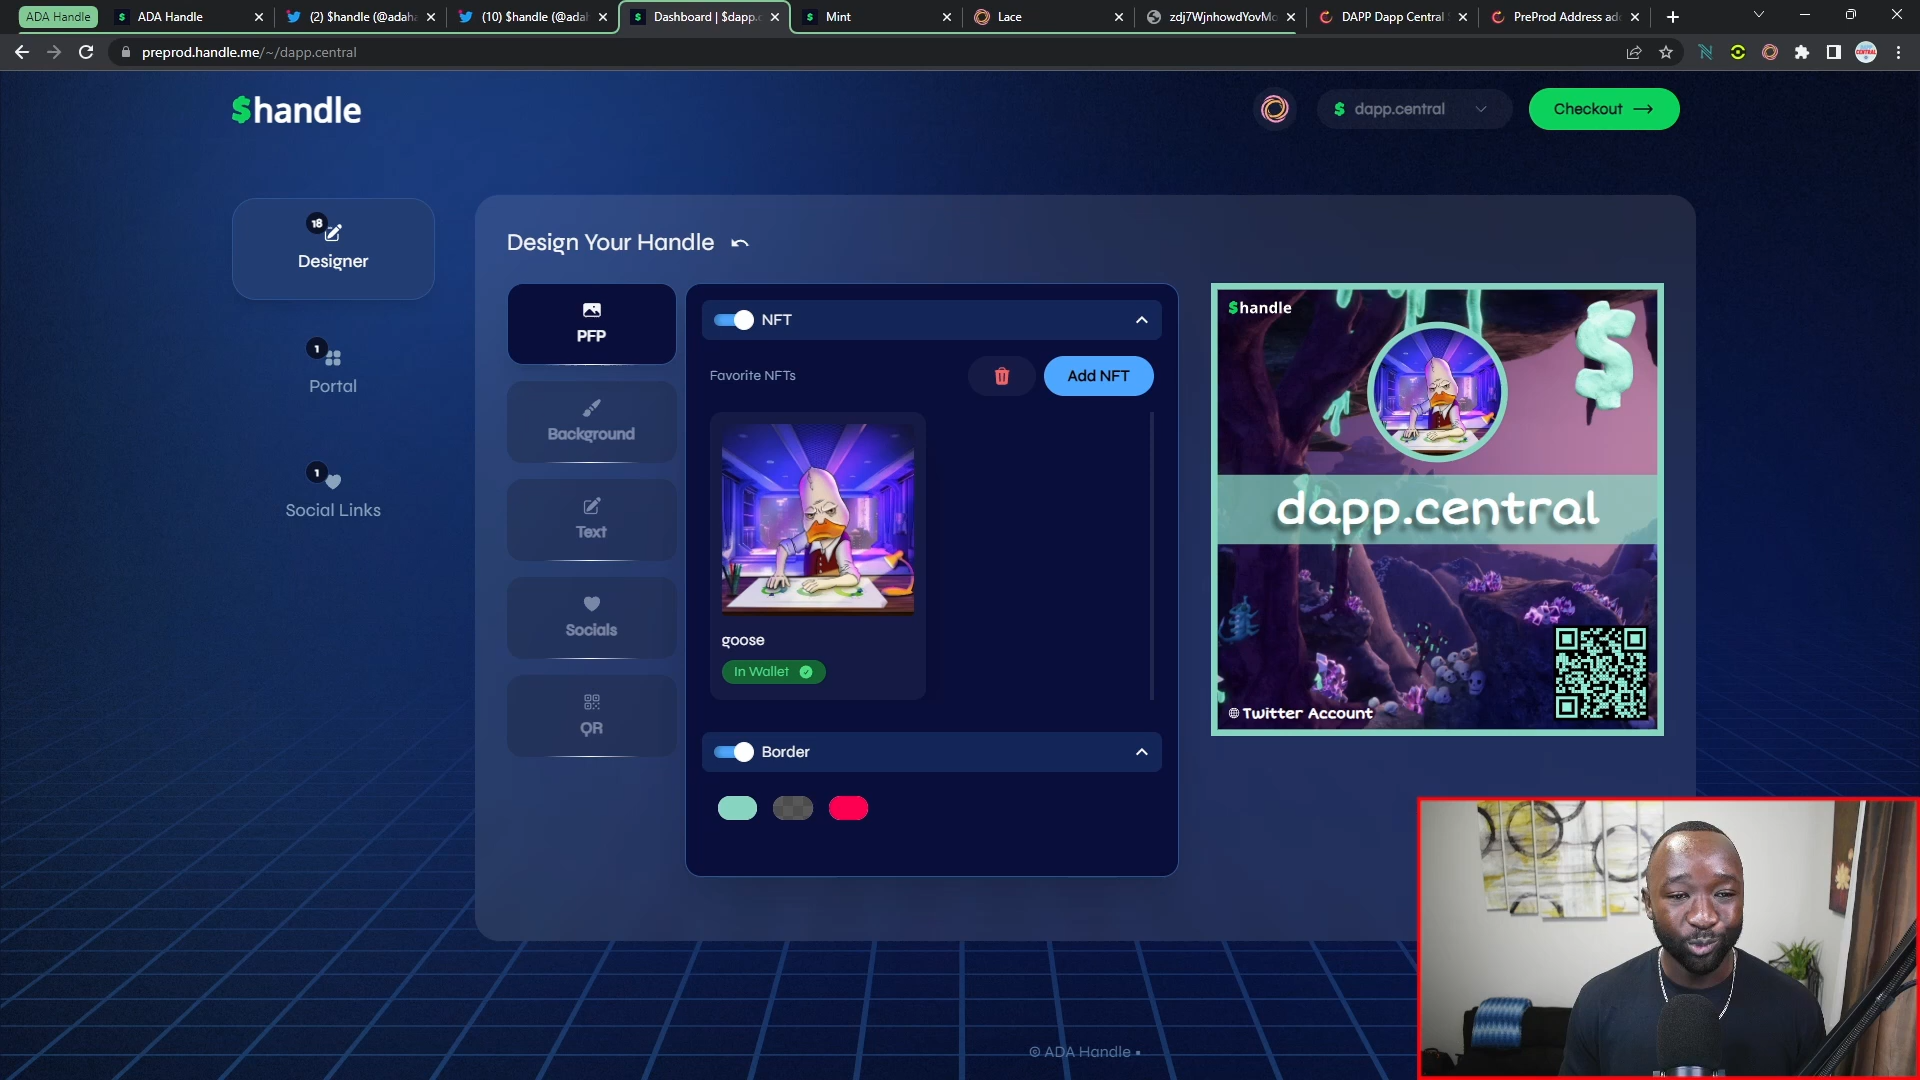 ADA Handle
ADA Handle
(2) $handle (@adaha
(10) $handle (@adah
Dashboard | $dapp.c
Mint
Lace
zdj7WjnhowdYovMo
DAPP Dapp Central
PreProd Address ad
preprod.handle.me/~/dapp.central
$handle
$ dapp.central
Checkout
18
Designer
1
Portal
1
Social Links
Design Your Handle
PFP
Background
Text
Socials
QR
NFT
Favorite NFTs
Add NFT
goose
In Wallet
Border
$handle
$
dapp.central
Twitter Account
© ADA Handle